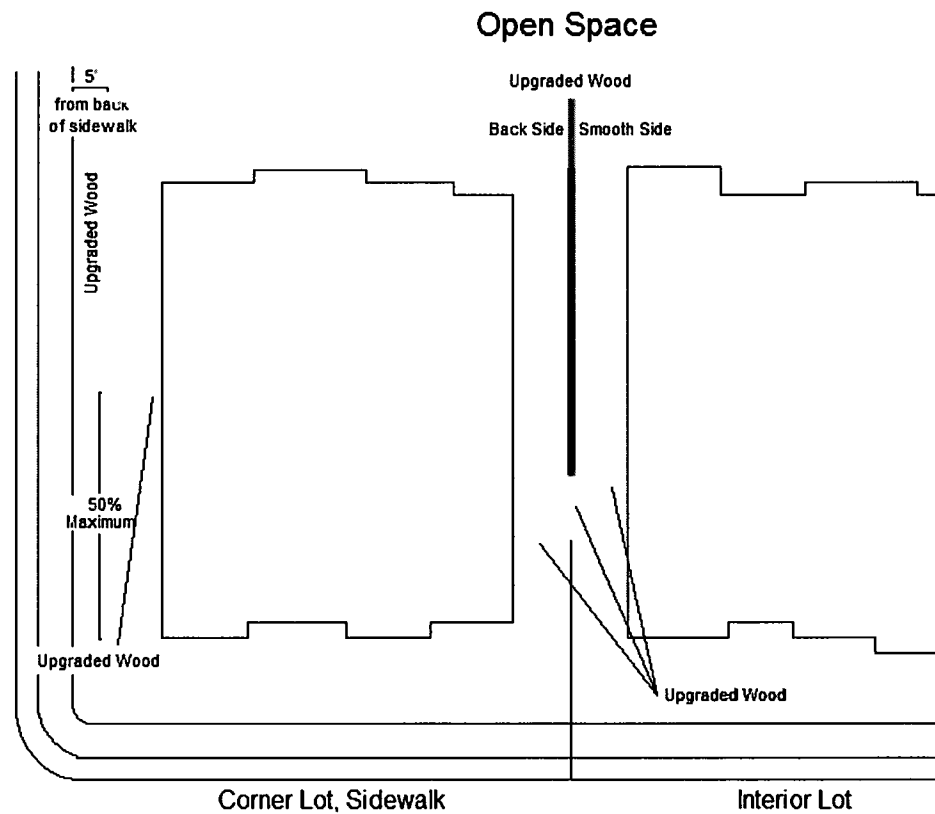 Open Space
5'
from back
of sidewalk
Upgraded Wood
Back Side
Smooth Side
Upgraded Wood
50%
Maximum
Upgraded Wood
Upgraded Wood
Corner Lot, Sidewalk
Interior Lot